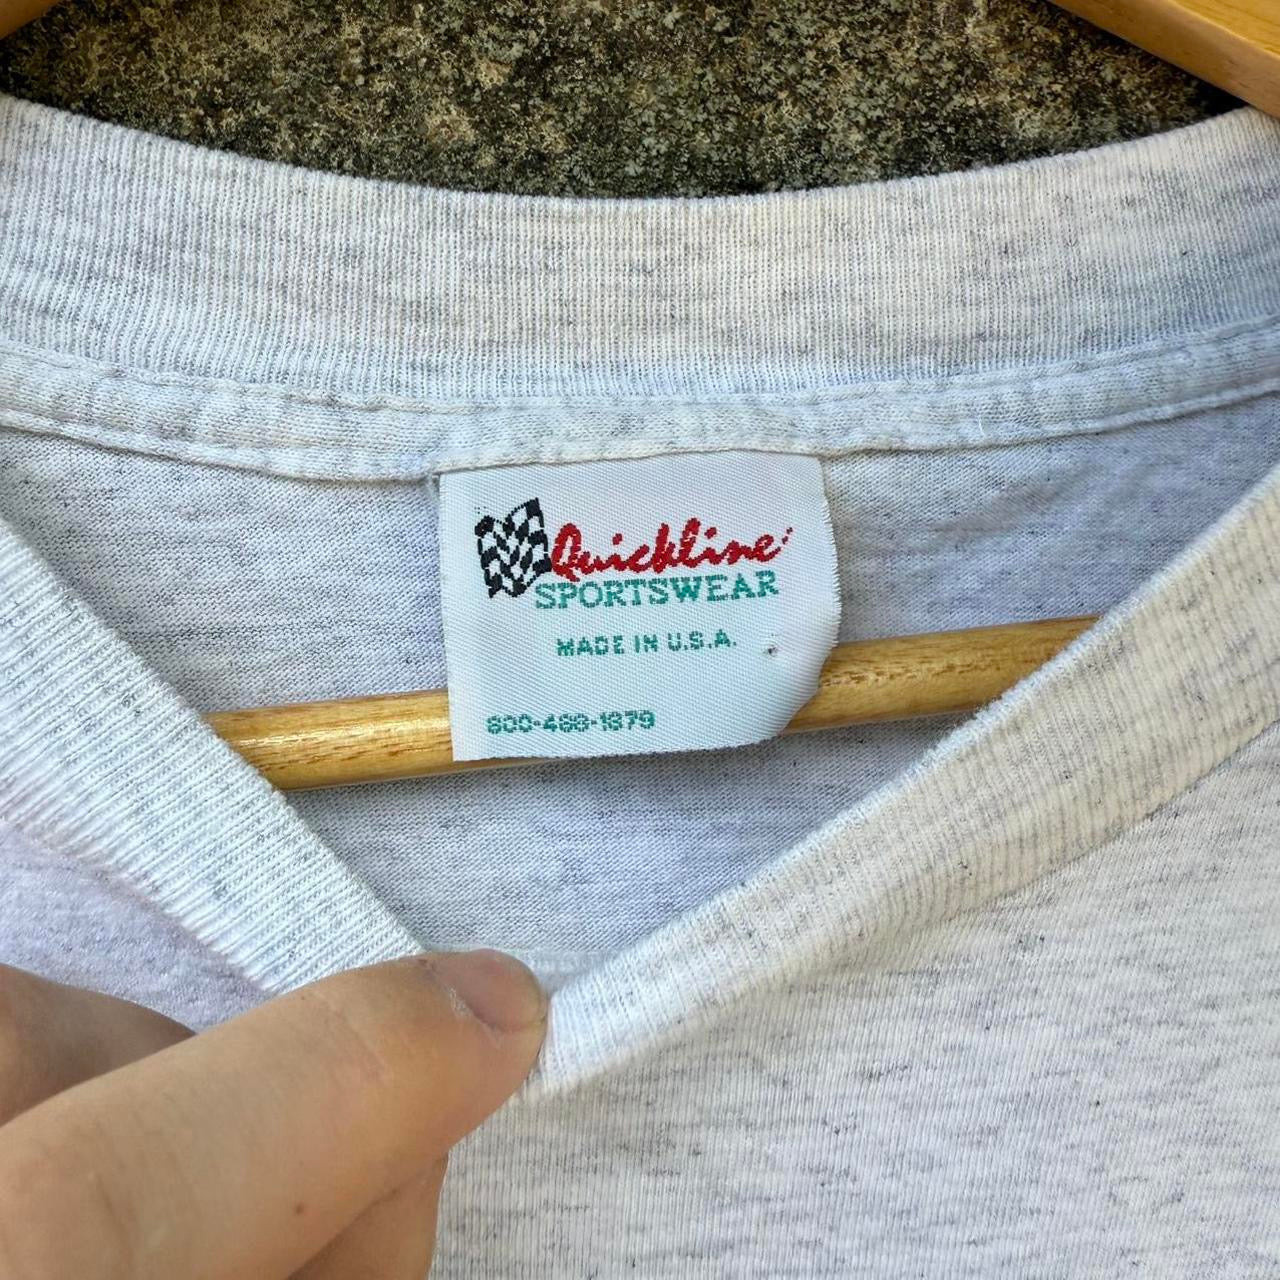 Quickline
SPORTSWEAR
MADE IN U.S.A.
800-488-1879